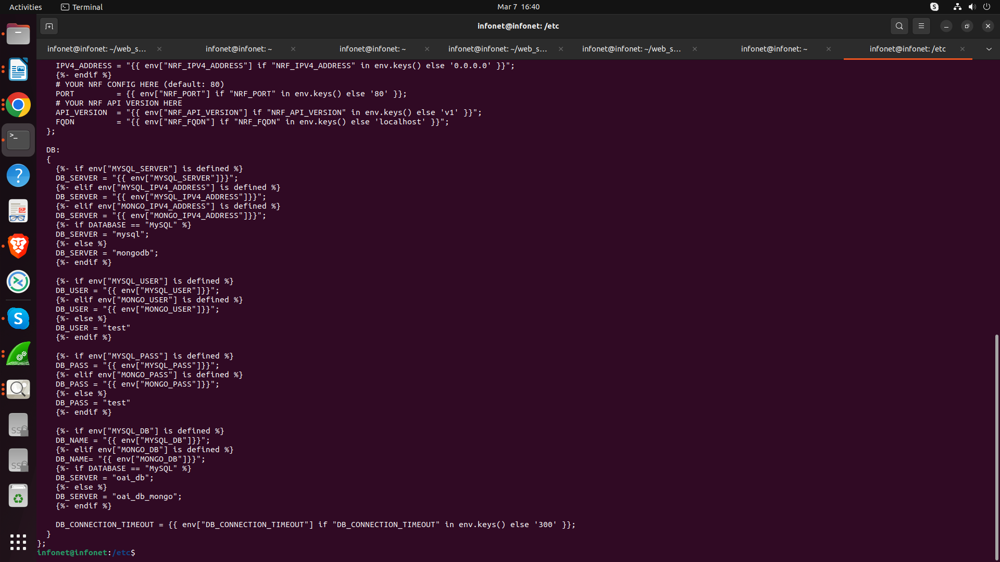 Activities
Terminal
Mar 7 16:40
infonet@infonet: /etc
infonet@infonet: ~/web_s...
infonet@infonet: ~
infonet@infonet: ~
infonet@infonet: ~/web_s...
infonet@infonet: ~/web_s...
infonet@infonet: ~
infonet@infonet: /etc
    IPV4_ADDRESS = "{{ env["NRF_IPV4_ADDRESS"] if "NRF_IPV4_ADDRESS" in env.keys() else '0.0.0.0' }}";
    {%- endif %}
    # YOUR NRF CONFIG HERE (default: 80)
    PORT         = {{ env["NRF_PORT"] if "NRF_PORT" in env.keys() else '80' }};
    # YOUR NRF API VERSION HERE
    API_VERSION  = "{{ env["NRF_API_VERSION"] if "NRF_API_VERSION" in env.keys() else 'v1' }}";
    FQDN         = "{{ env["NRF_FQDN"] if "NRF_FQDN" in env.keys() else 'localhost' }}";
  };
  DB:
  {
    {%- if env["MYSQL_SERVER"] is defined %}
    DB_SERVER = "{{ env["MYSQL_SERVER"]}}";
    {%- elif env["MYSQL_IPV4_ADDRESS"] is defined %}
    DB_SERVER = "{{ env["MYSQL_IPV4_ADDRESS"]}}";
    {%- elif env["MONGO_IPV4_ADDRESS"] is defined %}
    DB_SERVER = "{{ env["MONGO_IPV4_ADDRESS"]}}";
    {%- if DATABASE == "MySQL" %}
    DB_SERVER = "mysql";
    {%- else %}
    DB_SERVER = "mongodb";
    {%- endif %}
    {%- if env["MYSQL_USER"] is defined %}
    DB_USER = "{{ env["MYSQL_USER"]}}";
    {%- elif env["MONGO_USER"] is defined %}
    DB_USER = "{{ env["MONGO_USER"]}}";
    {%- else %}
    DB_USER = "test"
    {%- endif %}
    {%- if env["MYSQL_PASS"] is defined %}
    DB_PASS = "{{ env["MYSQL_PASS"]}}";
    {%- elif env["MONGO_PASS"] is defined %}
    DB_PASS = "{{ env["MONGO_PASS"]}}";
    {%- else %}
    DB_PASS = "test"
    {%- endif %}
    {%- if env["MYSQL_DB"] is defined %}
    DB_NAME = "{{ env["MYSQL_DB"]}}";
    {%- elif env["MONGO_DB"] is defined %}
    DB_NAME= "{{ env["MONGO_DB"]}}";
    {%- if DATABASE == "MySQL" %}
    DB_SERVER = "oai_db";
    {%- else %}
    DB_SERVER = "oai_db_mongo";
    {%- endif %}
    DB_CONNECTION_TIMEOUT = {{ env["DB_CONNECTION_TIMEOUT"] if "DB_CONNECTION_TIMEOUT" in env.keys() else '300' }};
  }
};
infonet@infonet:/etc$